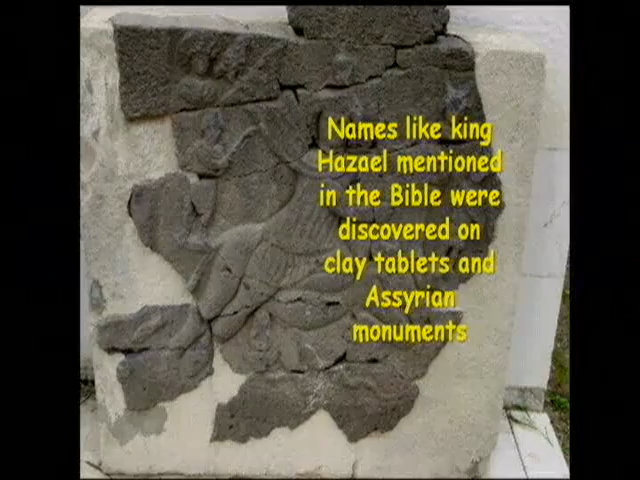 Names like king
Hazael mentioned
in the Bible were
discovered on
clay tablets and
Assyrian
monuments